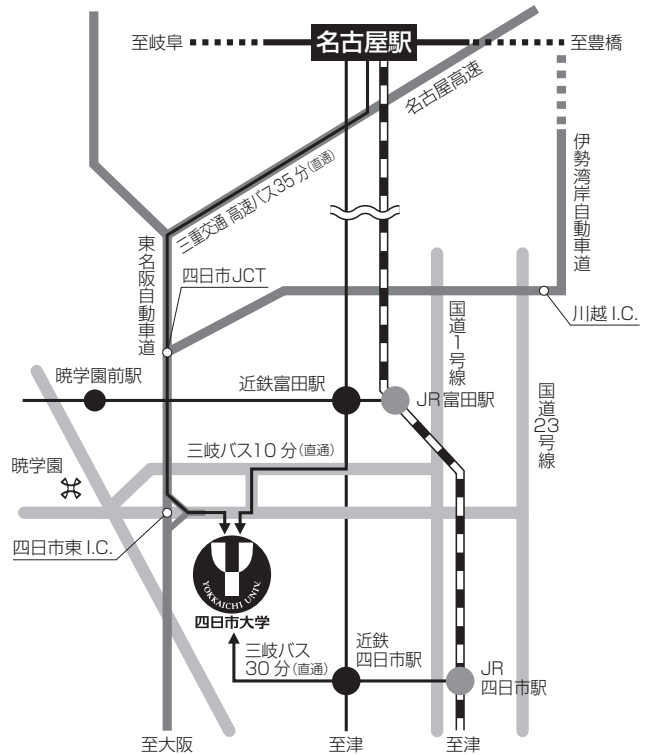 至岐阜
名古屋駅
至豊橋
名古屋高速
伊勢湾岸自動車道
三重交通 高速バス35分(直通)
東名阪自動車道
四日市JCT
国道1号線
川越 I.C.
暁学園前駅
近鉄富田駅
JR富田駅
国道23号線
三岐バス10分(直通)
暁学園
四日市東 I.C.
YOKKAICHI UNIV.
四日市大学
三岐バス
30分(直通)
近鉄
四日市駅
JR
四日市駅
至大阪
至津
至津